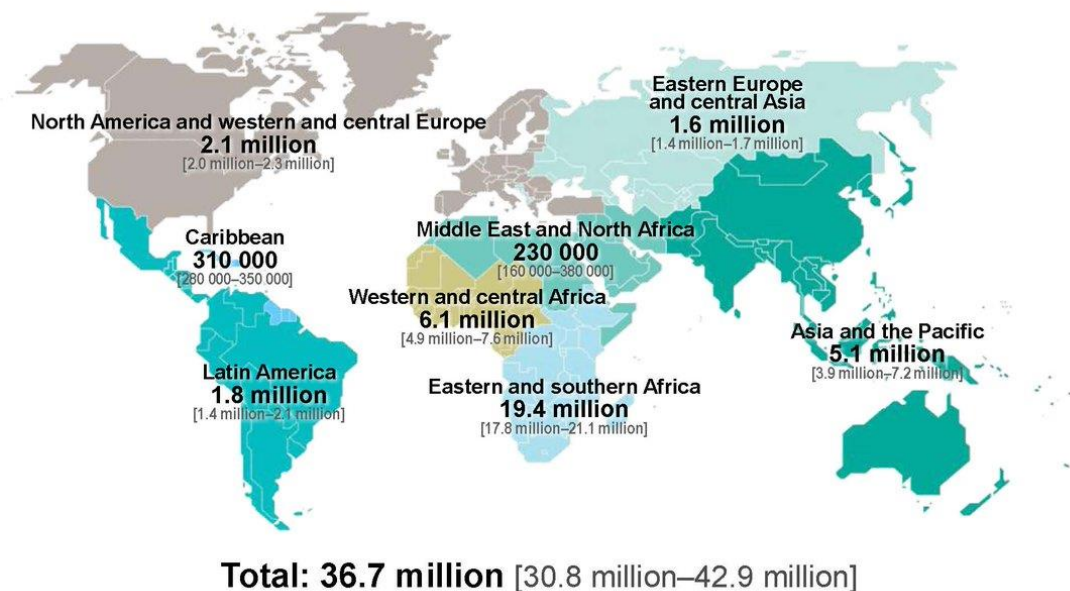 Eastern Europe
and central Asia
1.6 million
[1.4 million–1.7 million]
North America and western and central Europe
2.1 million
[2.0 million–2.3 million]
Middle East and North Africa
230 000
[160 000–380 000]
Caribbean
310 000
[280 000–350 000]
Western and central Africa
6.1 million
[4.9 million–7.6 million]
Asia and the Pacific
5.1 million
[3.9 million–7.2 million]
Latin America
1.8 million
[1.4 million–2.1 million]
Eastern and southern Africa
19.4 million
[17.8 million–21.1 million]
Total: 36.7 million [30.8 million–42.9 million]